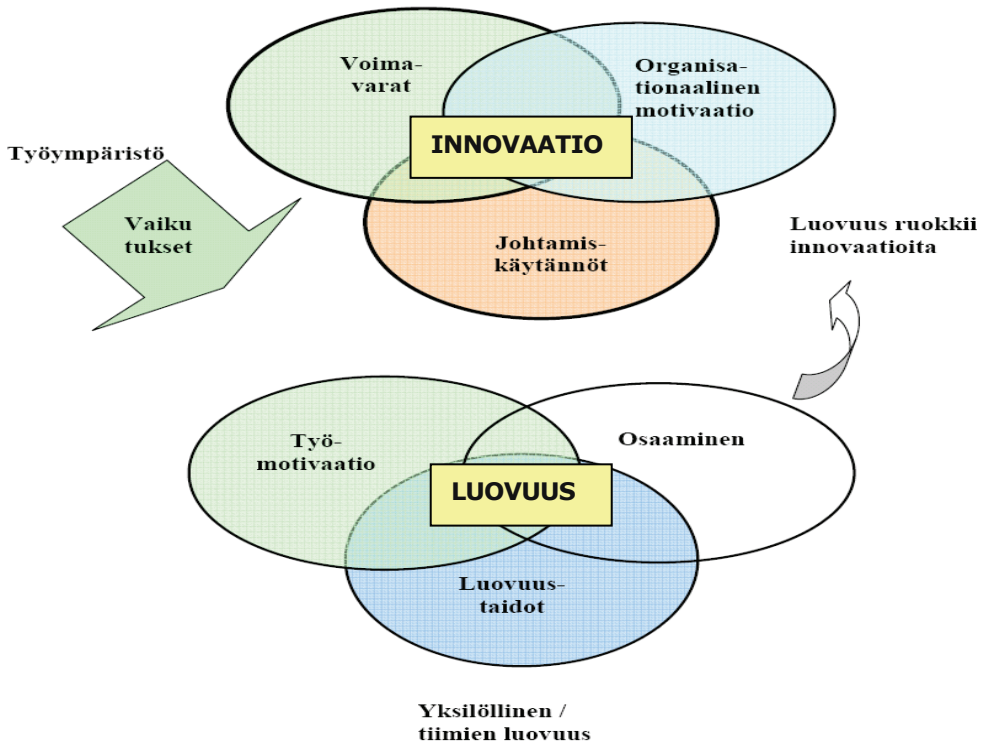 Voima-
varat
Organisa-
tionaalinen
motivaatio
INNOVAATIO
Työympäristö
Vaiku
tukset
Johtamis-
käytännöt
Luovuus ruokkii
innovaatioita
Työ-
motivaatio
Osaaminen
LUOVUUS
Luovuus-
taidot
Yksilöllinen /
tiimien luovuus